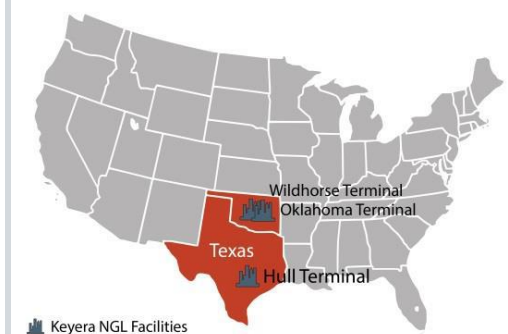 Wildhorse Terminal
Oklahoma Terminal
Texas
Hull Terminal
Keyera NGL Facilities